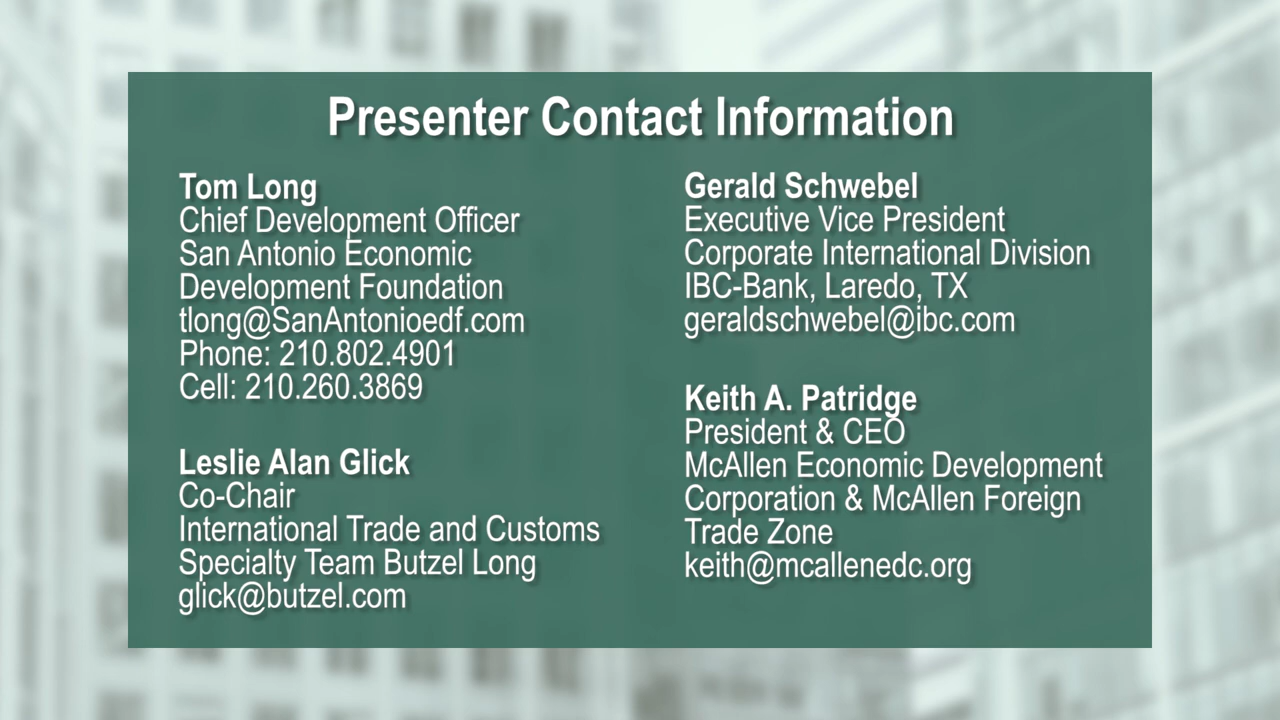 Presenter Contact Information
Tom Long
Chief Development Officer
San Antonio Economic
Development Foundation
tlong@SanAntonioedf.com
Phone: 210.802.4901
Cell: 210.260.3869
Leslie Alan Glick
Co-Chair
International Trade and Customs
Specialty Team Butzel Long
glick@butzel.com
Gerald Schwebel
Executive Vice President
Corporate International Division
IBC-Bank, Laredo, TX
geraldschwebel@ibc.com
Keith A. Patridge
President & CEO
McAllen Economic Development
Corporation & McAllen Foreign
Trade Zone
keith@mcallenedc.org